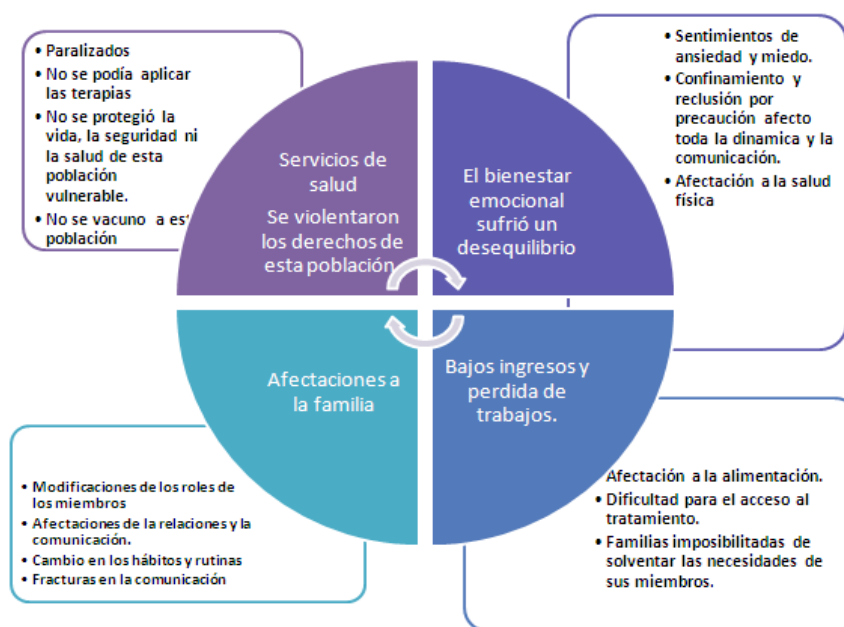 • Paralizados
• No se podía aplicar
las terapias
• No se protegió la
vida, la seguridad ni
la salud de esta
población
vulnerable.
• No se vacuno a
población
Servicios de
salud
Se violentaron
los derechos de
esta población
El bienestar
emocional
sufrió un
desequilibrio
• Sentimientos de
ansiedad y miedo.
• Confinamiento y
reclusión por
precaución afecto
toda la dinamica y la
comunicación.
• Afectación a la salud
física
Afectaciones a
la familia
Bajos ingresos y
perdida de
trabajos.
• Modificaciones de los roles de
los miembros
• Afectaciones de la relaciones y la
comunicación.
• Cambio en los hábitos y rutinas
• Fracturas en la comunicación
Afectación a la alimentación.
• Dificultad para el acceso al
tratamiento.
• Familias imposibilitadas de
solventar las necesidades de
sus miembros.